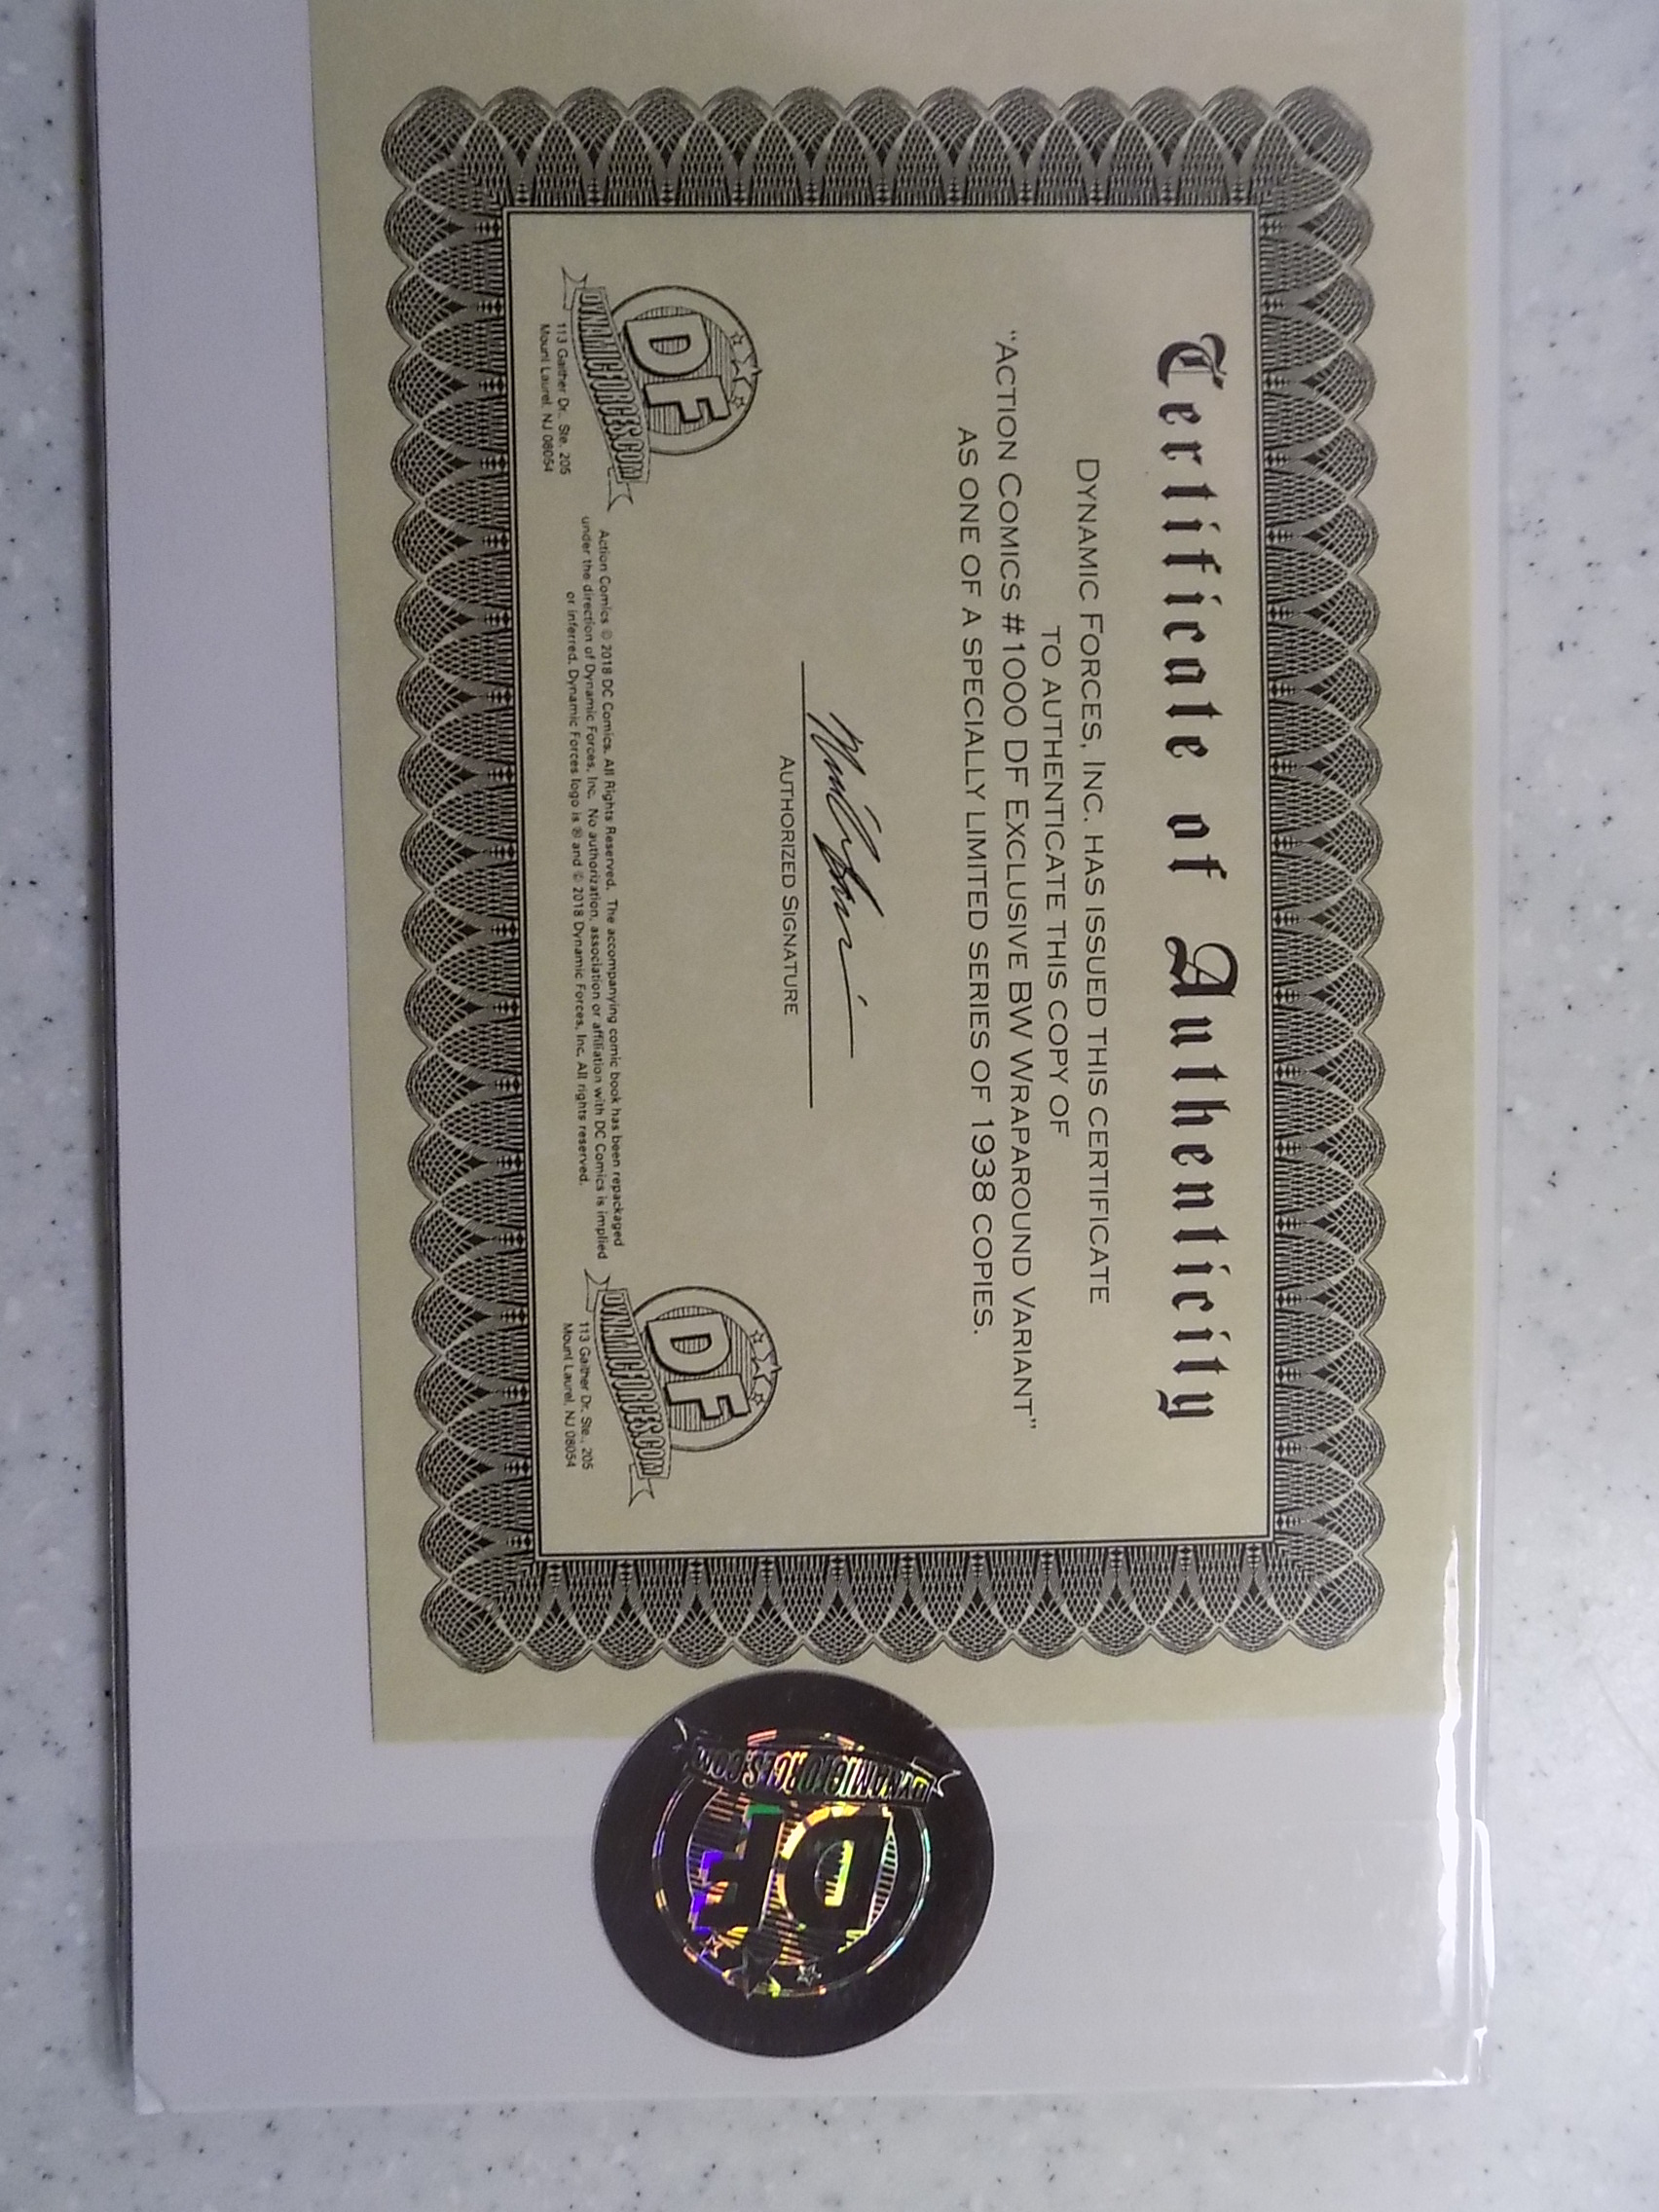 Certificate of Authenticity
DYNAMIC FORCES, INC. HAS ISSUED THIS CERTIFICATE
TO AUTHENTICATE THIS COPY OF
"ACTION COMICS #1000 DF EXCLUSIVE BW WRAPAROUND VARIANT"
AS ONE OF A SPECIALLY LIMITED SERIES OF 1938 COPIES.
AUTHORIZED SIGNATURE
DF
DYNAMICFORCES.COM
113 Gaither Dr., Ste. 205
Mount Laurel, NJ 08054
Action Comics © 2018 DC Comics. All Rights Reserved. The accompanying comic book has been repackaged
under the direction of Dynamic Forces, Inc. No authorization, association or affiliation with DC Comics is implied
or inferred. Dynamic Forces logo is ® and © 2018 Dynamic Forces, Inc. All rights reserved.
DF
DYNAMICFORCES.COM
113 Gaither Dr. Ste., 205
Mount Laurel, NJ 08054
DF
DYNAMICFORCES.COM